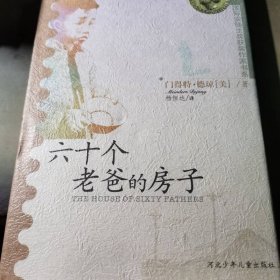 门得特·德琼[美]/著
Meindert Dejong
杨恒达/译
六十个
老爸的房子
THE HOUSE OF SIXTY FATHERS
河北少年儿童出版社